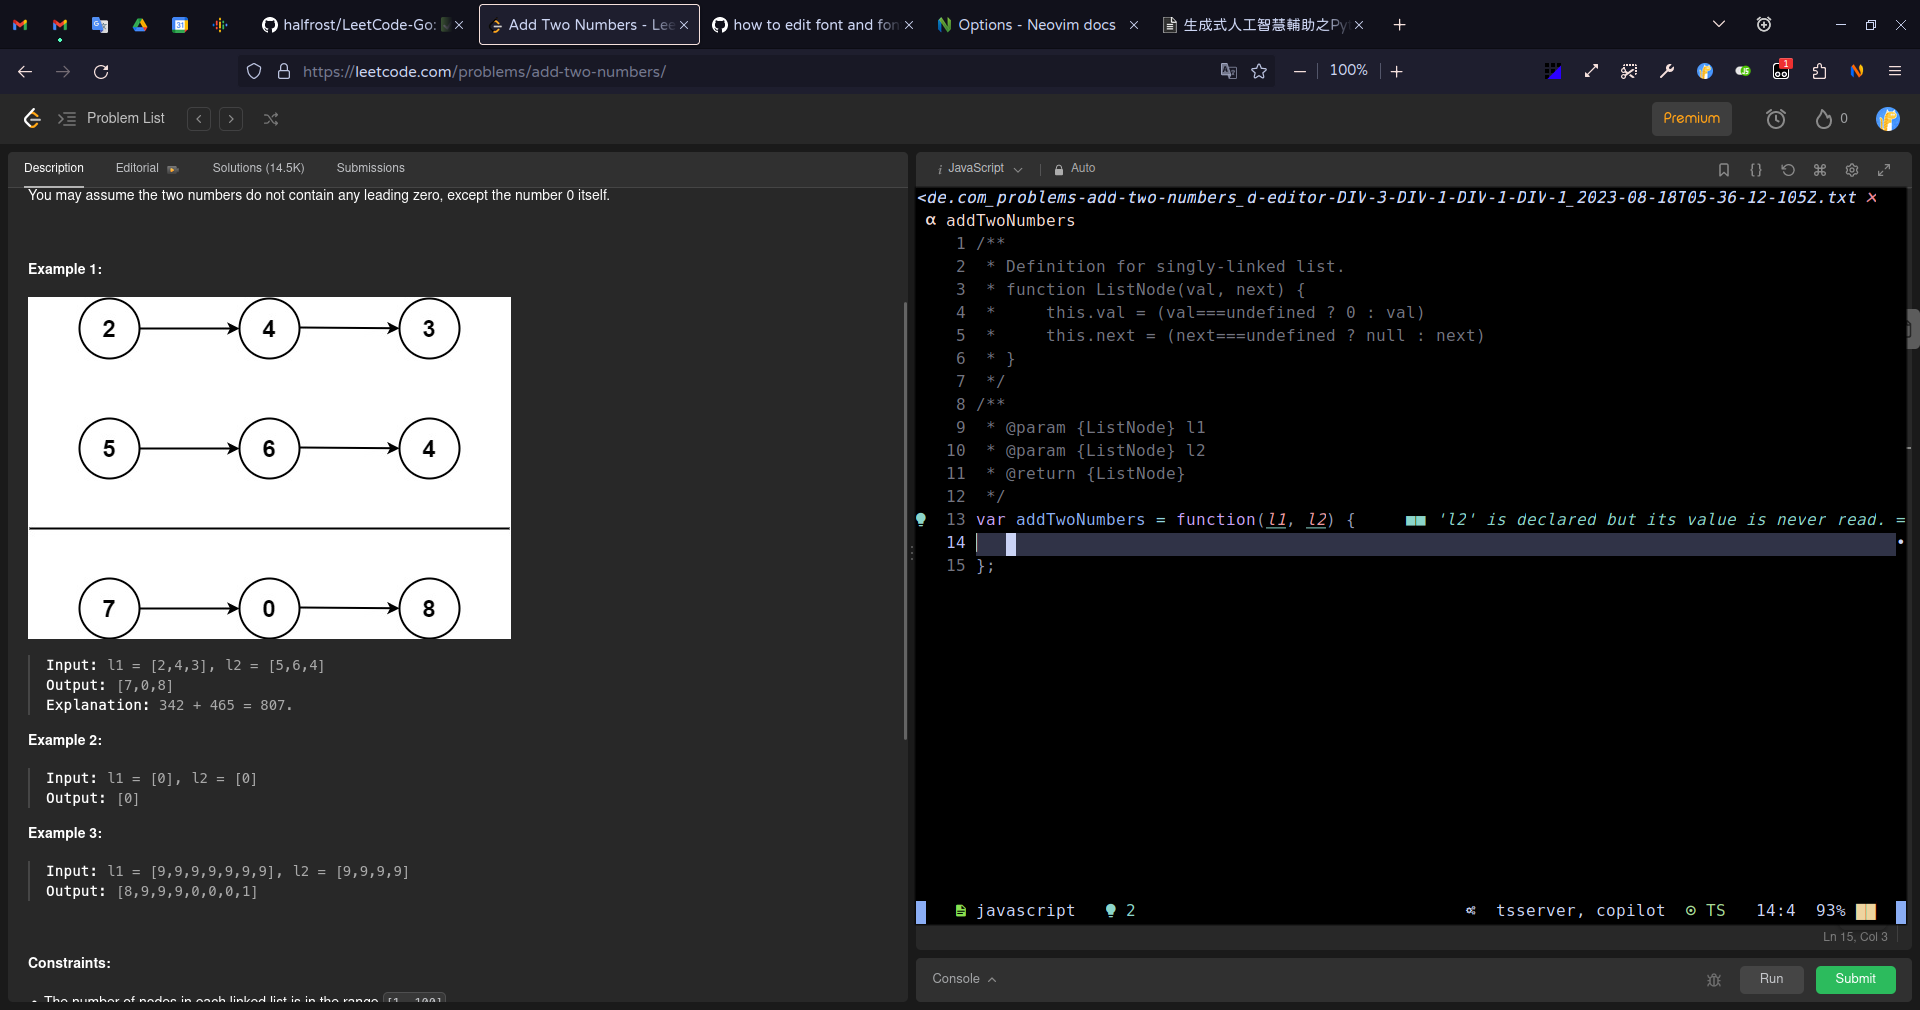 halfrost/LeetCode-Go:
Add Two Numbers - Lee
how to edit font and fon
Options - Neovim docs
生成式人工智慧輔助之Py
https://leetcode.com/problems/add-two-numbers/
100%
1
Problem List
Premium
0
Description
Editorial
Solutions (14.5K)
Submissions
You may assume the two numbers do not contain any leading zero, except the number 0 itself.
Example 1:
2 4 3
5 6 4
7 0 8
Input: l1 = [2,4,3], l2 = [5,6,4]
Output: [7,0,8]
Explanation: 342 + 465 = 807.
Example 2:
Input: l1 = [0], l2 = [0]
Output: [0]
Example 3:
Input: l1 = [9,9,9,9,9,9,9], l2 = [9,9,9,9]
Output: [8,9,9,9,0,0,0,1]
Constraints:
The number of nodes in each linked list is in the range [1, 100]
i JavaScript
Auto
<de.com_problems-add-two-numbers_d-editor-DIV-3-DIV-1-DIV-1-DIV-1_2023-08-18T05-36-12-105Z.txt
α addTwoNumbers
1 /**
2 * Definition for singly-linked list.
3 * function ListNode(val, next) {
4 *     this.val = (val===undefined ? 0 : val)
5 *     this.next = (next===undefined ? null : next)
6 * }
7 */
8 /**
9 * @param {ListNode} l1
10 * @param {ListNode} l2
11 * @return {ListNode}
12 */
13 var addTwoNumbers = function(l1, l2) { ■■ 'l2' is declared but its value is never read. =
14
15 };
javascript 2 tsserver, copilot TS 14:4 93%
Ln 15, Col 3
Console
Run
Submit